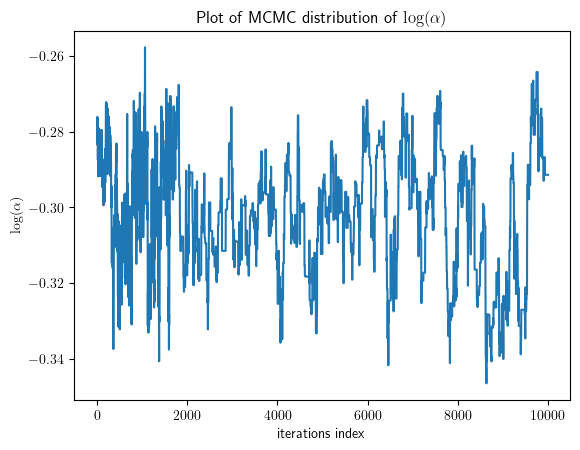 Plot of MCMC distribution of log(α)
log(α)
−0.26
−0.28
−0.30
−0.32
−0.34
0 2000 4000 6000 8000 10000
iterations index